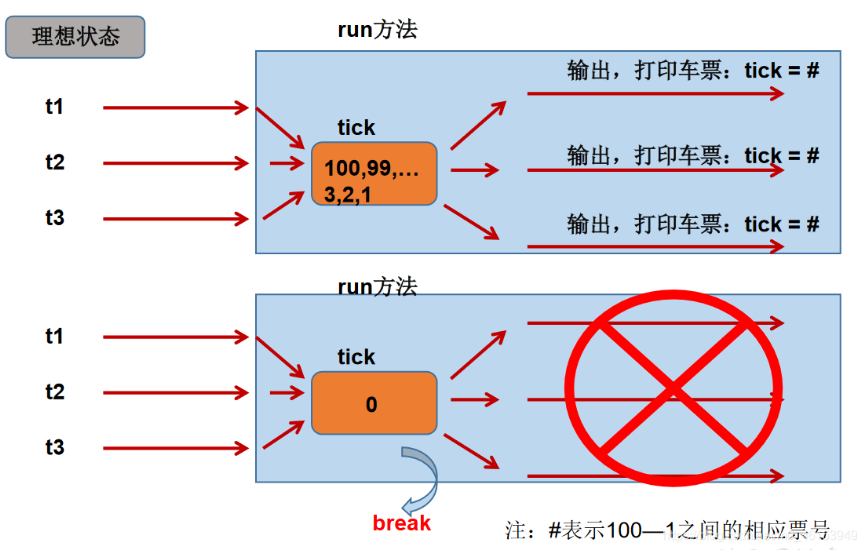 理想状态
run方法
t1
t2
t3
tick
100,99,…
3,2,1
输出，打印车票：tick = #
输出，打印车票：tick = #
输出，打印车票：tick = #
run方法
t1
t2
t3
tick
0
break
注：#表示100—1之间的相应票号